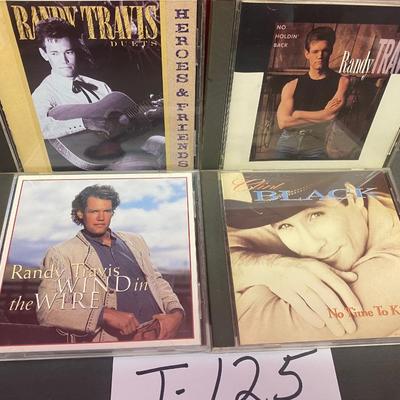 RANDY TRAVIS
DUETS
HEROES & FRIENDS
NO
HOLDIN'
BACK
Randy TRA
Randy Travis
WIND in
the WIRE
Clint
BLACK
No Time To K
T-125